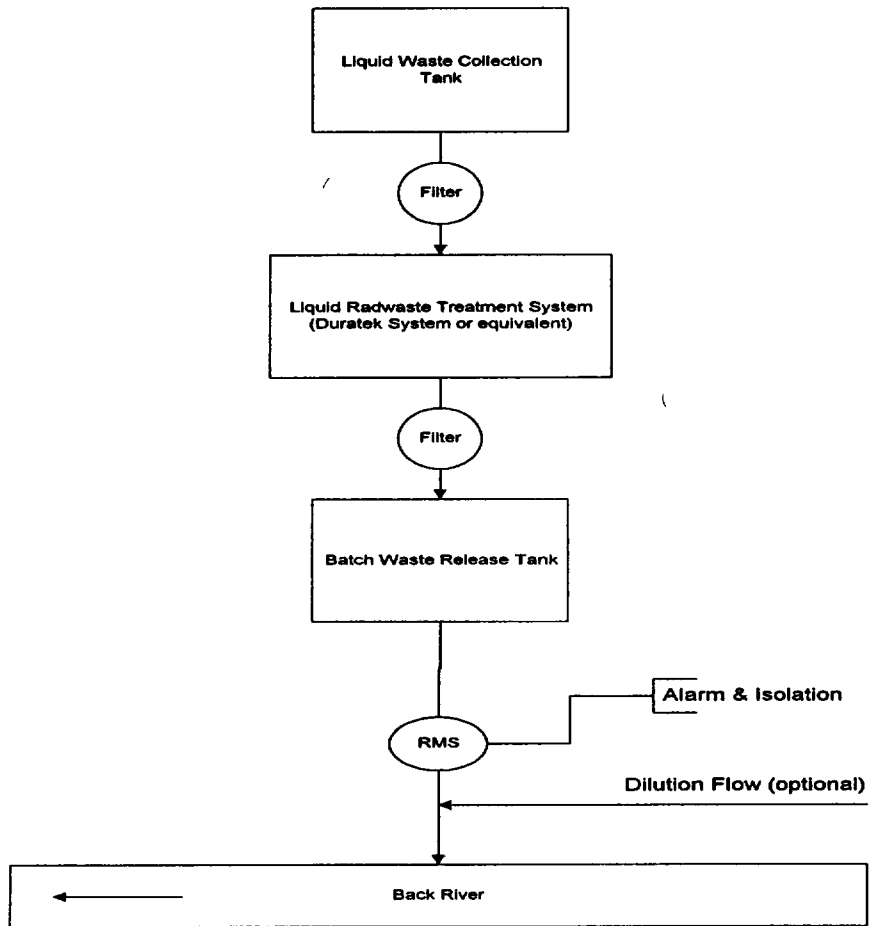 Liquid Waste Collection
Tank
Filter
Liquid Radwaste Treatment System
(Duratek System or equivalent)
Filter
Batch Waste Release Tank
Alarm & Isolation
RMS
Dilution Flow (optional)
Back River